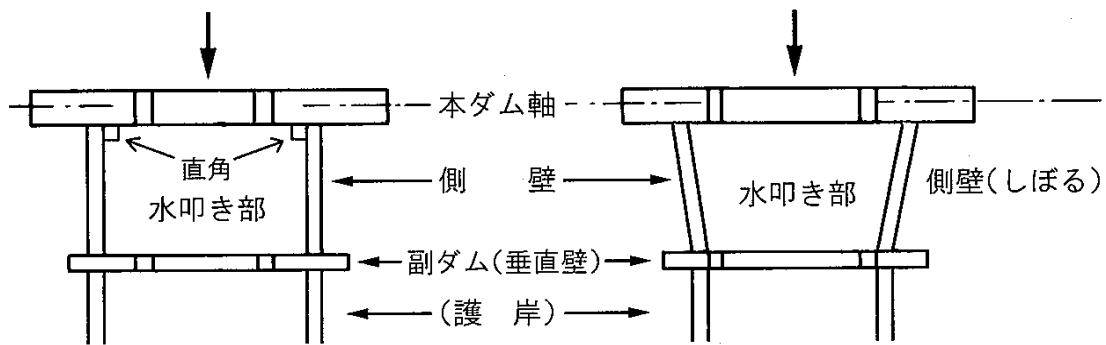 本ダム軸
直角
側　壁
水叩き部
水叩き部
側壁(しぼる)
副ダム(垂直壁)
(護　岸)